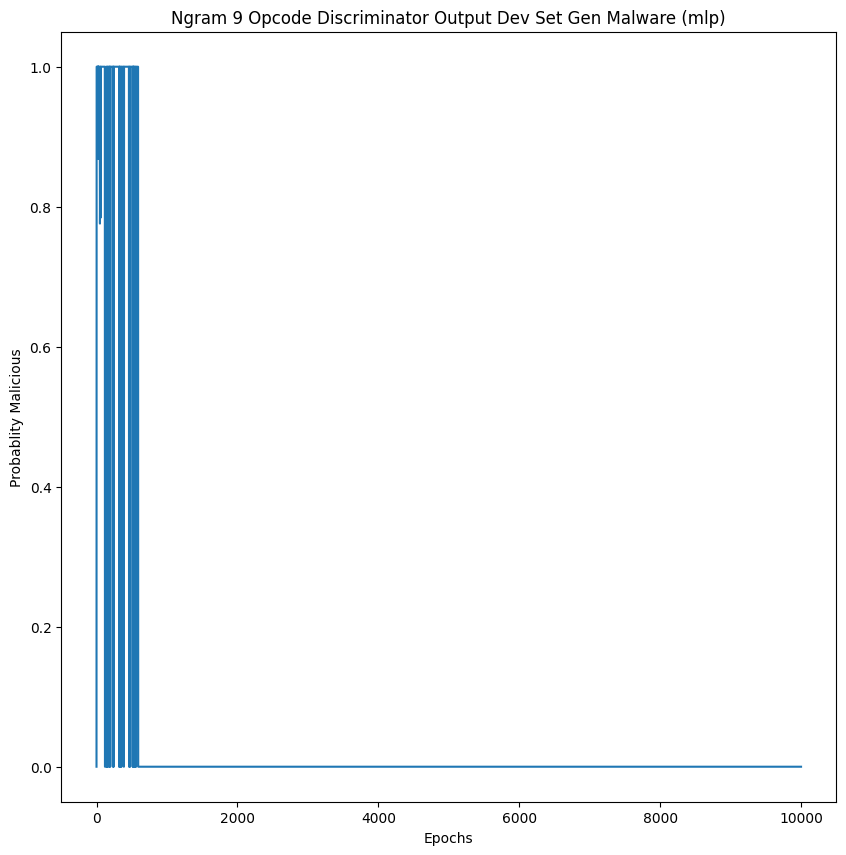 Ngram 9 Opcode Discriminator Output Dev Set Gen Malware (mlp)
1.0
0.8
0.6
0.4
0.2
0.0
Probablity Malicious
0 2000 4000 6000 8000 10000
Epochs